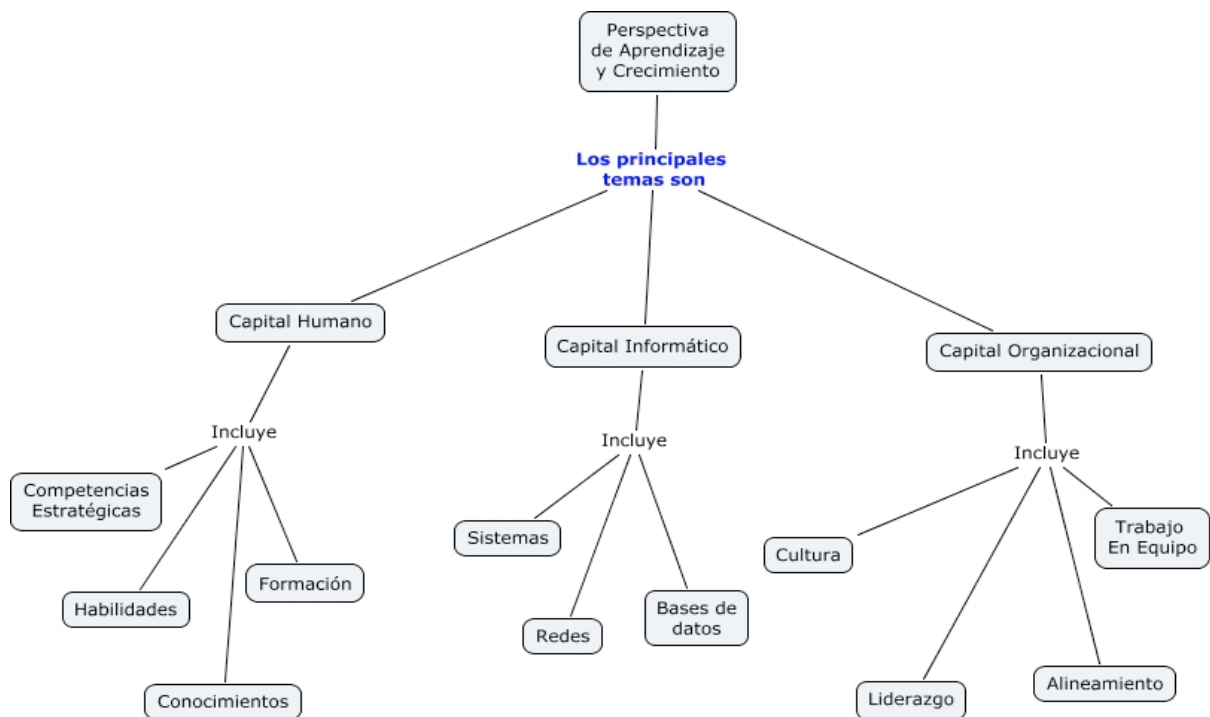 Perspectiva
de Aprendizaje
y Crecimiento
Los principales
temas son
Capital Humano
Capital Informático
Capital Organizacional
Incluye
Incluye
Incluye
Competencias
Estratégicas
Habilidades
Conocimientos
Formación
Sistemas
Redes
Bases de
datos
Cultura
Liderazgo
Alineamiento
Trabajo
En Equipo